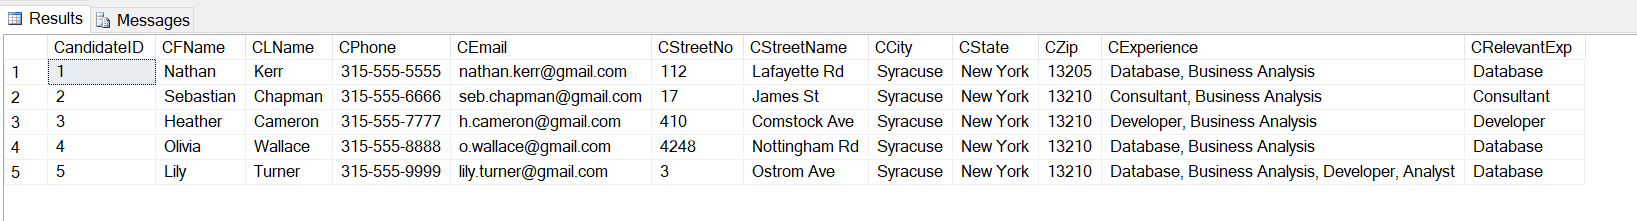 Results Messages
CandidateID CFName CLName CPhone CEmail CStreetNo CStreetName CCity CState CZip CExperience CRelevantExp
1 1 Nathan Kerr 315-555-5555 nathan.kerr@gmail.com 112 Lafayette Rd Syracuse New York 13205 Database, Business Analysis Database
2 2 Sebastian Chapman 315-555-6666 seb.chapman@gmail.com 17 James St Syracuse New York 13210 Consultant, Business Analysis Consultant
3 3 Heather Cameron 315-555-7777 h.cameron@gmail.com 410 Comstock Ave Syracuse New York 13210 Developer, Business Analysis Developer
4 4 Olivia Wallace 315-555-8888 o.wallace@gmail.com 4248 Nottingham Rd Syracuse New York 13210 Database, Business Analysis Database
5 5 Lily Turner 315-555-9999 lily.turner@gmail.com 3 Ostrom Ave Syracuse New York 13210 Database, Business Analysis, Developer, Analyst Database